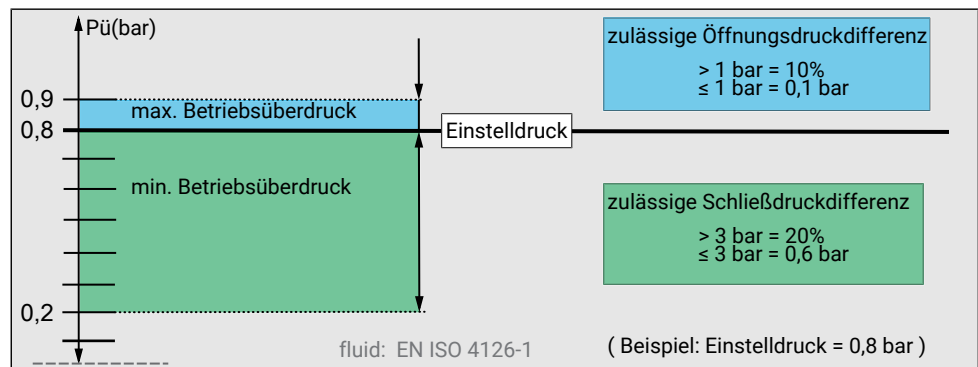 Pü(bar)
0,9
0,8
0,2
max. Betriebsüberdruck
min. Betriebsüberdruck
Einstelldruck
zulässige Öffnungsdruckdifferenz
> 1 bar = 10%
≤ 1 bar = 0,1 bar
zulässige Schließdruckdifferenz
> 3 bar = 20%
≤ 3 bar = 0,6 bar
fluid: EN ISO 4126-1
( Beispiel: Einstelldruck = 0,8 bar )